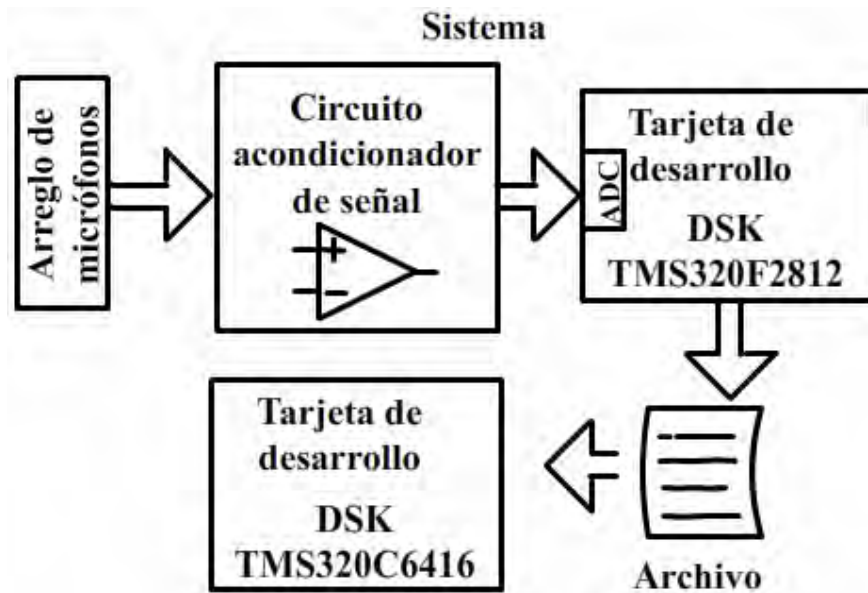 Sistema
Arreglo de
micrófonos
Circuito
acondicionador
de señal
+
−
ADC
Tarjeta de
desarrollo
DSK
TMS320F2812
Tarjeta de
desarrollo
DSK
TMS320C6416
Archivo